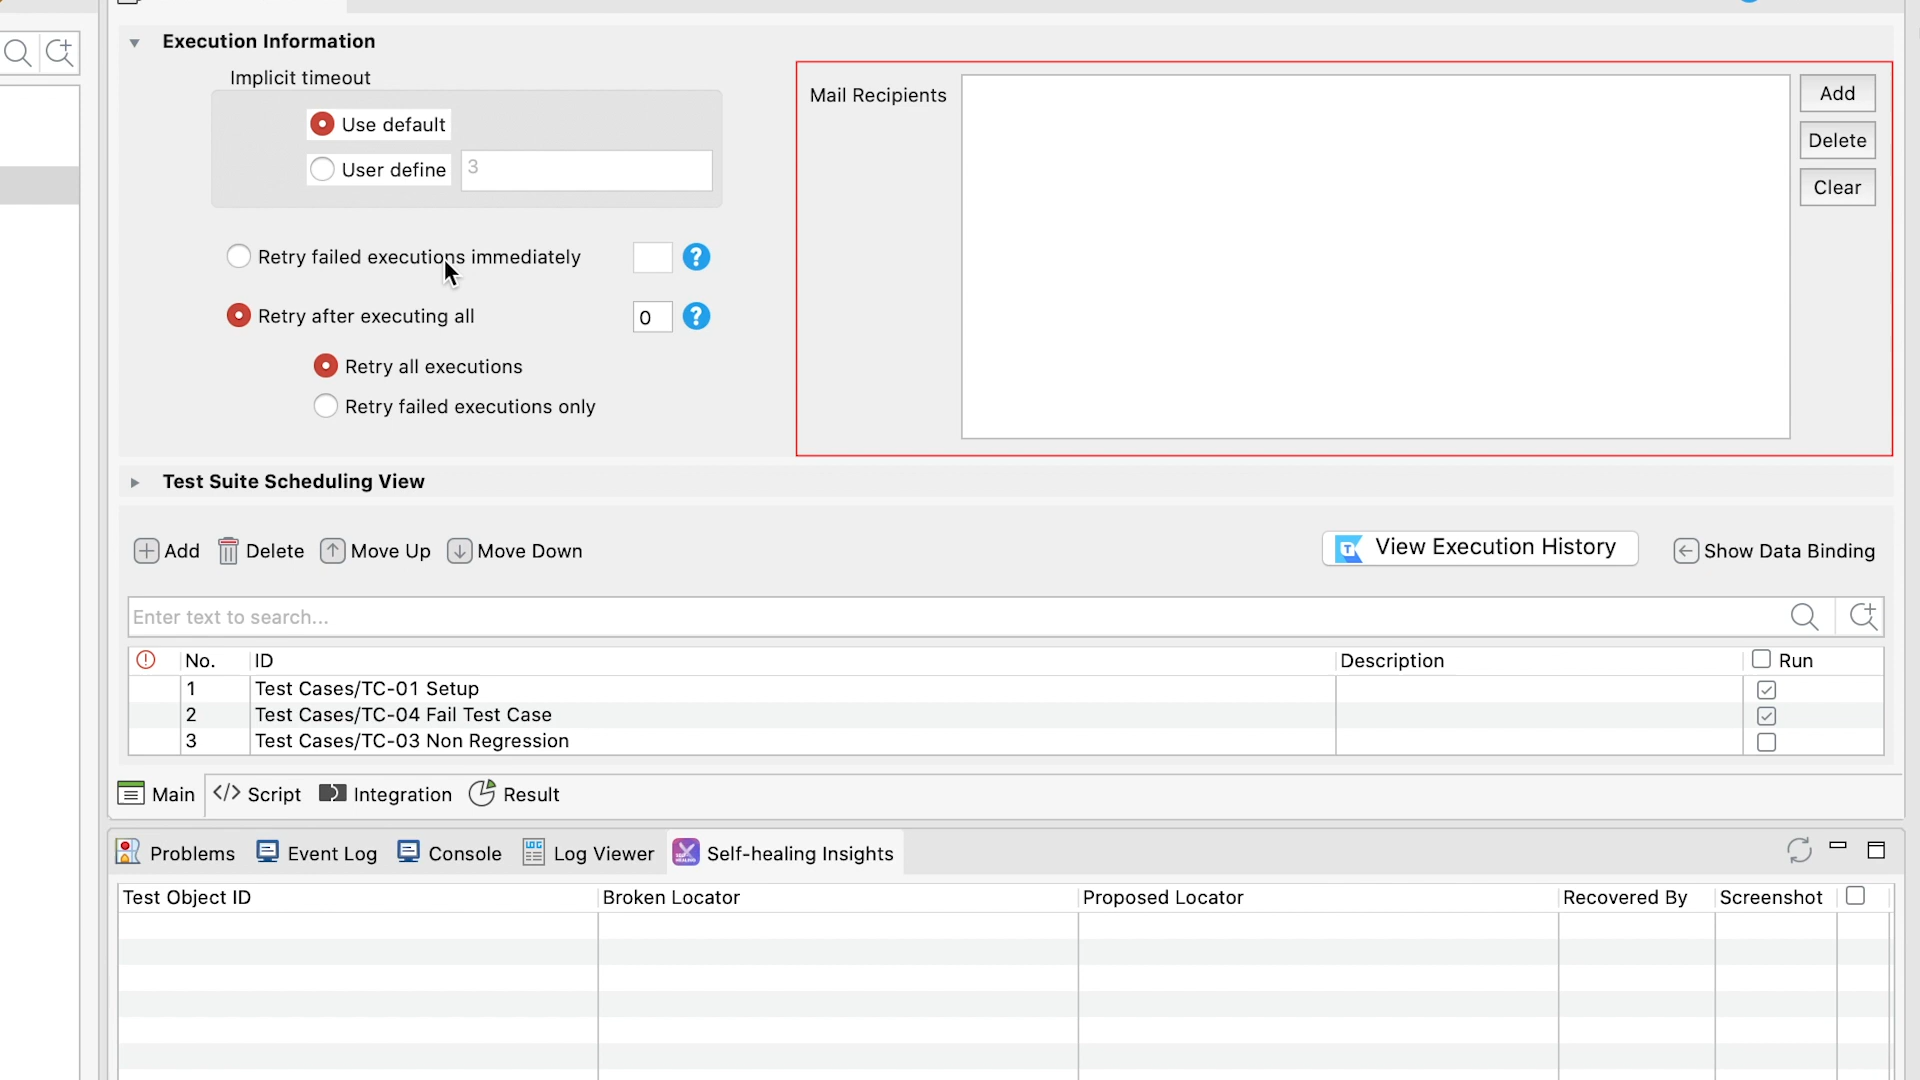 Execution Information
Implicit timeout
Use default
User define 3
Retry failed executions immediately
Retry after executing all 0
Retry all executions
Retry failed executions only
Mail Recipients
Add
Delete
Clear
Test Suite Scheduling View
Add Delete Move Up Move Down View Execution History Show Data Binding
Enter text to search...
No. ID Description Run
1 Test Cases/TC-01 Setup
2 Test Cases/TC-04 Fail Test Case
3 Test Cases/TC-03 Non Regression
Main </> Script Integration Result
Problems Event Log Console Log Viewer Self-healing Insights
Test Object ID Broken Locator Proposed Locator Recovered By Screenshot